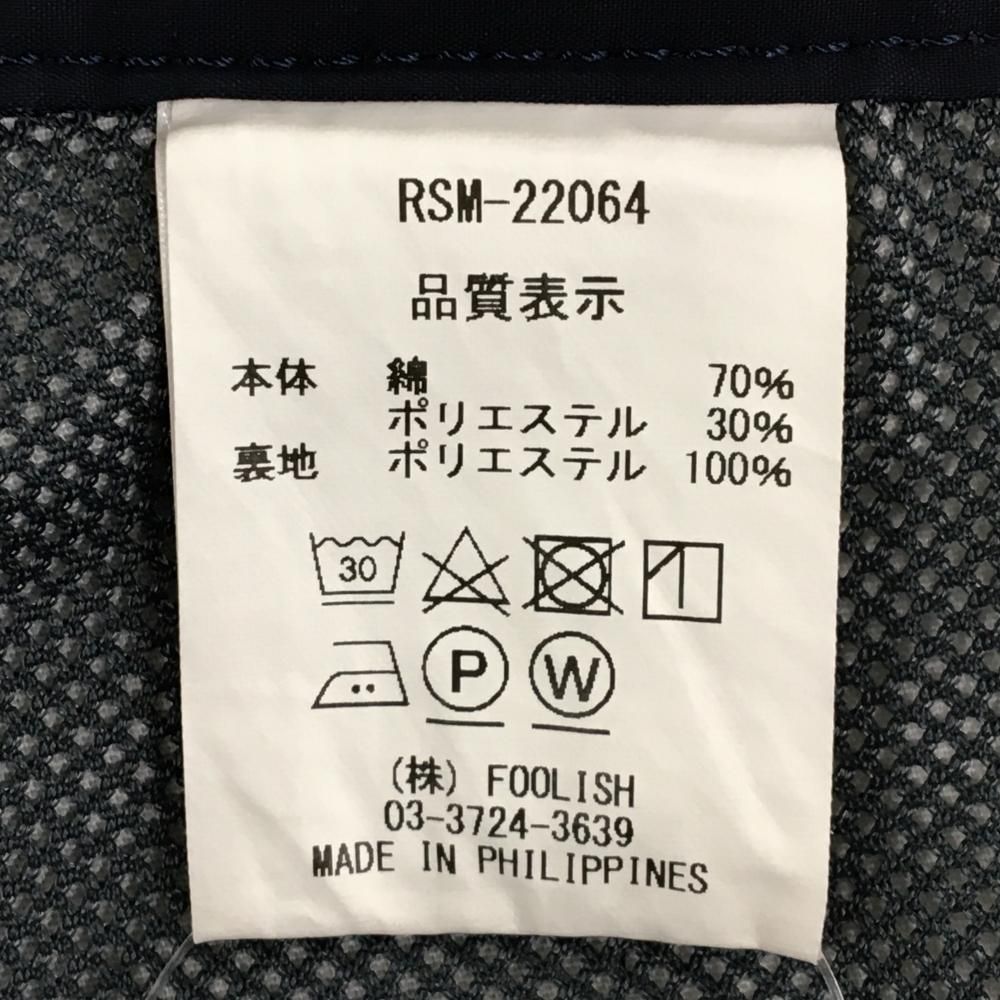 RSM-22064
品質表示
本体 綿 70%
ポリエステル 30%
裏地 ポリエステル 100%
30
P W
(株) FOOLISH
03-3724-3639
MADE IN PHILIPPINES